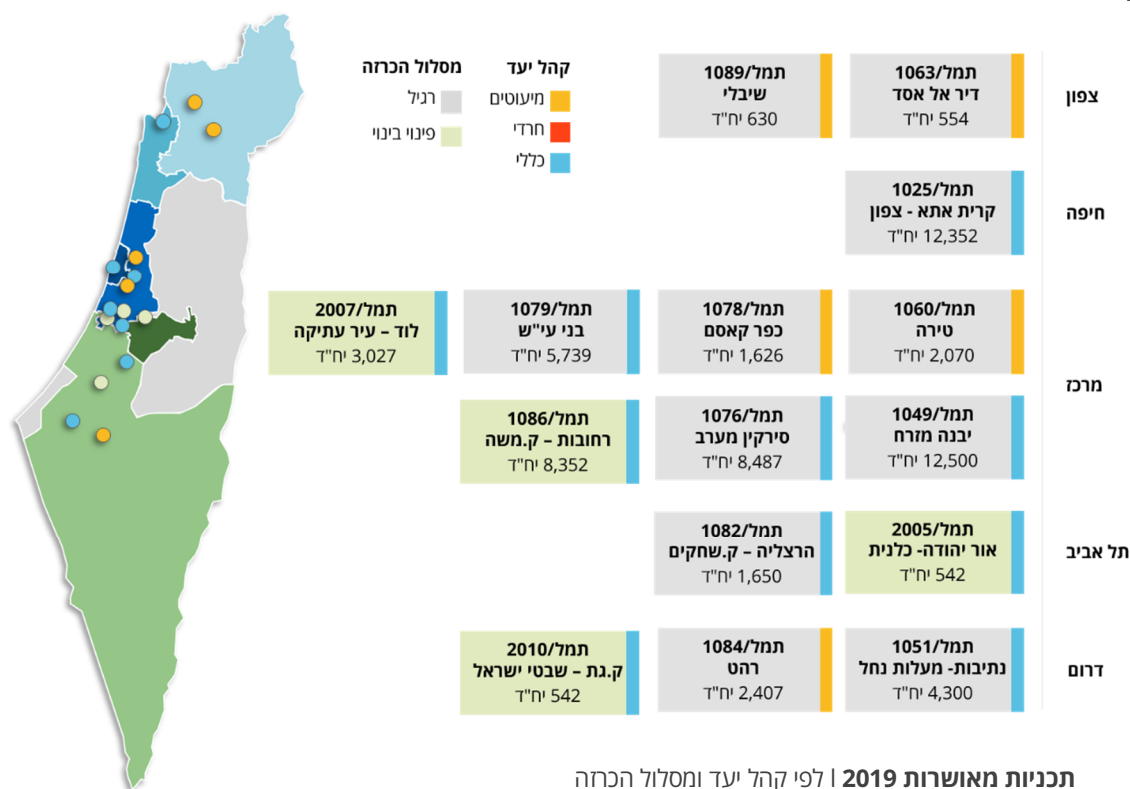 קהל יעד
מיעוטים
חרדי
כללי
מסלול הכרזה
רגיל
פינוי בינוי
צפון
תמל/1063
דיר אל אסד
554 יח"ד
תמל/1089
שיבלי
630 יח"ד
חיפה
תמל/1025
קרית אתא - צפון
12,352 יח"ד
מרכז
תמל/1060
טירה
2,070 יח"ד
תמל/1078
כפר קאסם
1,626 יח"ד
תמל/1079
בני עי"ש
5,739 יח"ד
תמל/2007
לוד – עיר עתיקה
3,027 יח"ד
תמל/1049
יבנה מזרח
12,500 יח"ד
תמל/1076
סירקין מערב
8,487 יח"ד
תמל/1086
רחובות – ק.משה
8,352 יח"ד
תל אביב
תמל/2005
אור יהודה- כלנית
542 יח"ד
תמל/1082
הרצליה – ק.שחקים
1,650 יח"ד
דרום
תמל/1051
נתיבות- מעלות נחל
4,300 יח"ד
תמל/1084
רהט
2,407 יח"ד
תמל/2010
ק.גת – שבטי ישראל
542 יח"ד
תכניות מאושרות 2019 | לפי קהל יעד ומסלול הכרזה